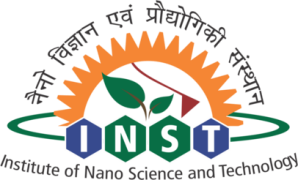 नैनो विज्ञान एवं प्रौद्योगिकी संस्थान
INST
Institute of Nano Science and Technology